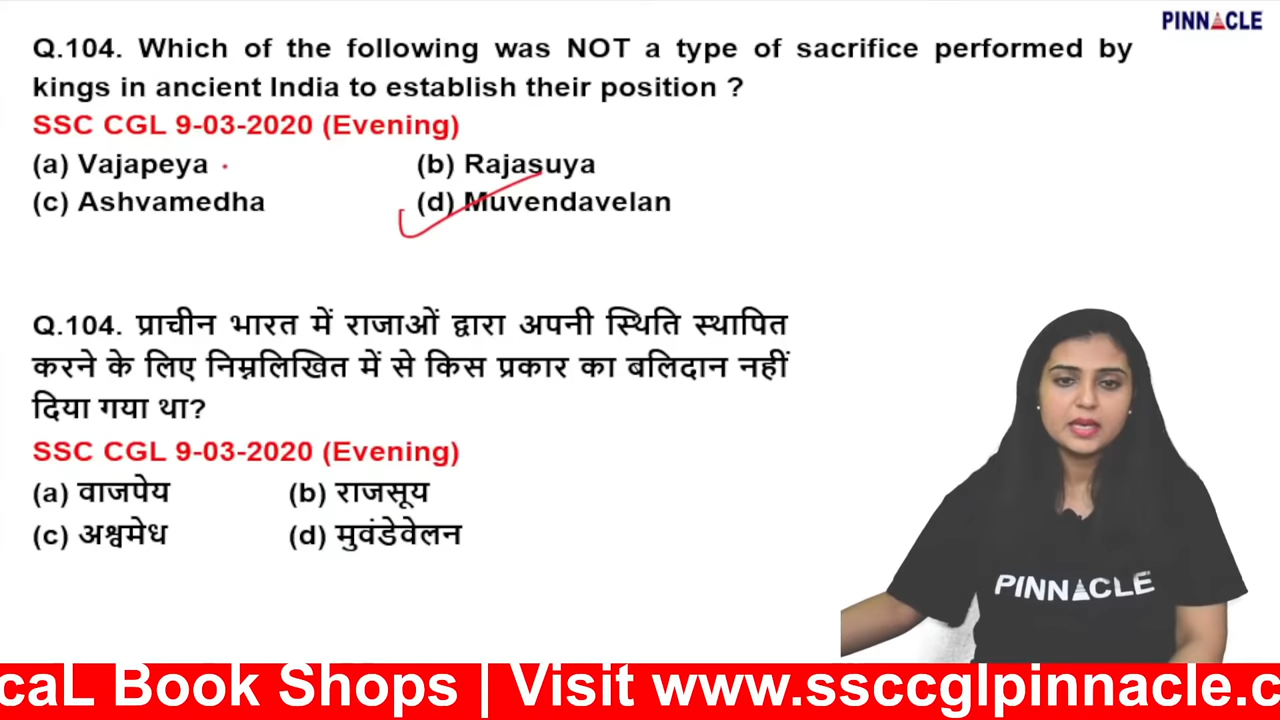 PINNACLE
Q.104. Which of the following was NOT a type of sacrifice performed by
kings in ancient India to establish their position ?
SSC CGL 9-03-2020 (Evening)
(a) Vajapeya (b) Rajasuya
(c) Ashvamedha (d) Muvendavelan
Q.104. प्राचीन भारत में राजाओं द्वारा अपनी स्थिति स्थापित
करने के लिए निम्नलिखित में से किस प्रकार का बलिदान नहीं
दिया गया था?
SSC CGL 9-03-2020 (Evening)
(a) वाजपेय (b) राजसूय
(c) अश्वमेध (d) मुवंडेवेलन
PINNACLE
caL Book Shops | Visit www.ssccglpinnacle.c